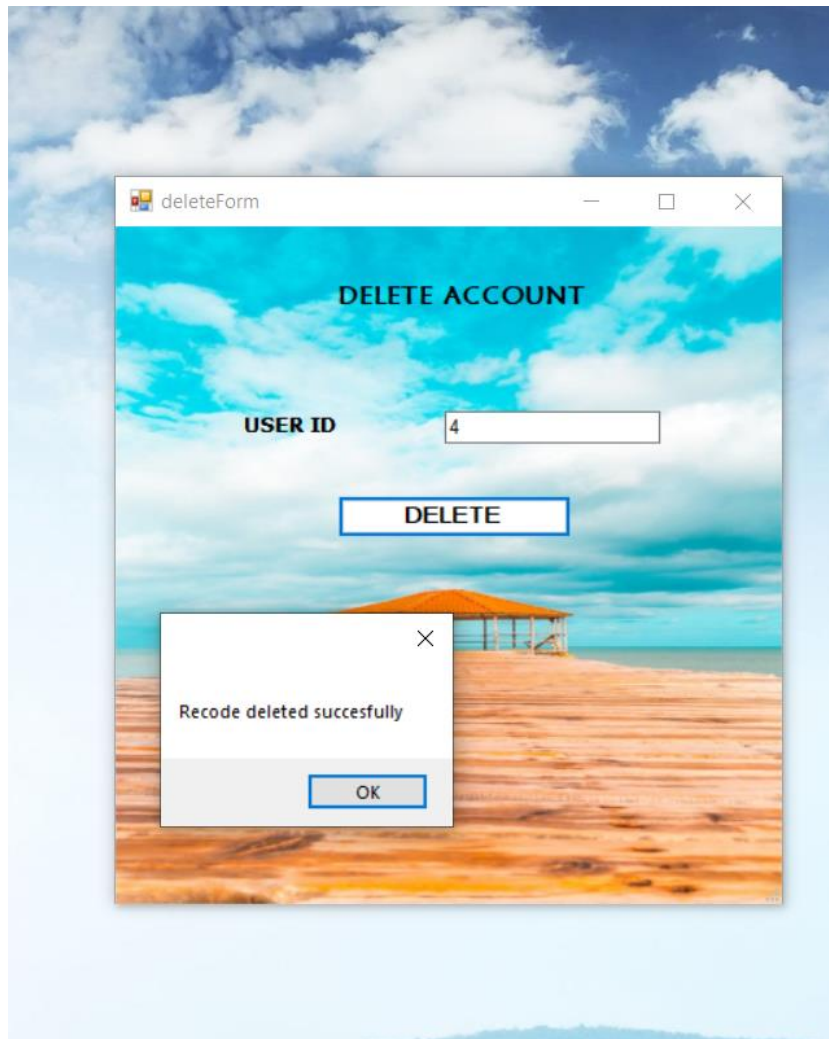 deleteForm
DELETE ACCOUNT
USER ID 4
DELETE
Recode deleted succesfully
OK